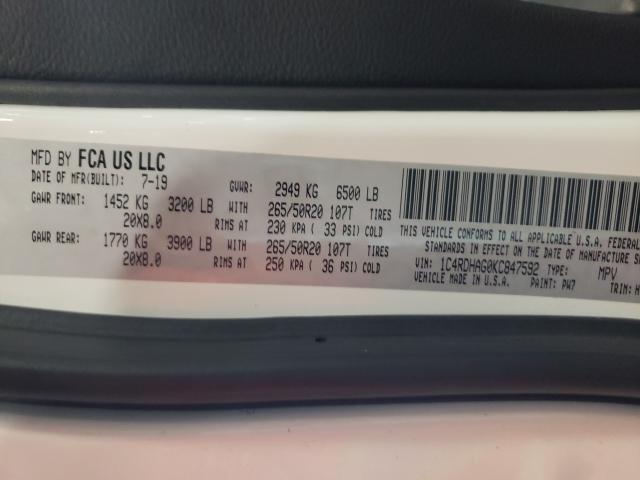 MFD BY FCA US LLC
DATE OF MFR(BUILT): 7-19 GVWR: 2949 KG 6500 LB
GAWR FRONT: 1452 KG 3200 LB WITH 265/50R20 107T TIRES
20X8.0 RIMS AT 230 KPA ( 33 PSI) COLD
GAWR REAR: 1770 KG 3900 LB WITH 265/50R20 107T TIRES
20X8.0 RIMS AT 250 KPA ( 36 PSI) COLD
THIS VEHICLE CONFORMS TO ALL APPLICABLE U.S.A. FEDERAL
STANDARDS IN EFFECT ON THE DATE OF MANUFACTURE
VIN: 1C4RDHAG0KC847592 TYPE: MPV
VEHICLE MADE IN U.S.A. PAINT: PW7 TRIM: